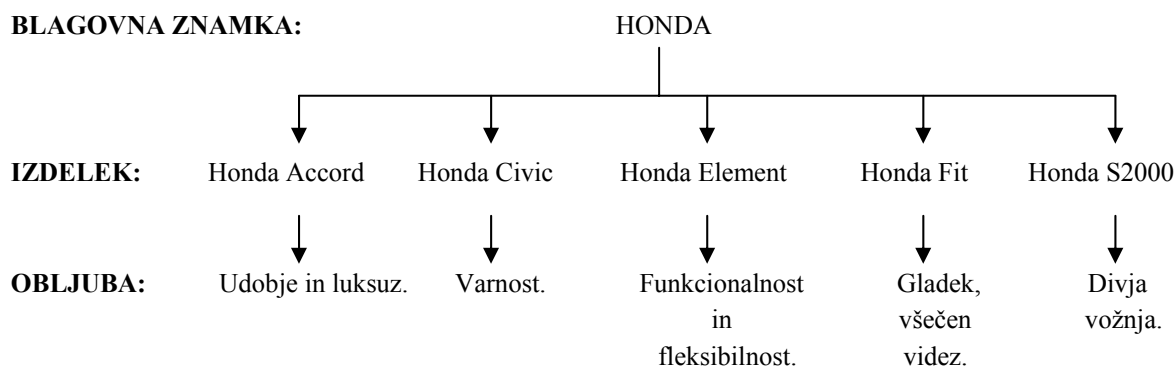 BLAGOVNA ZNAMKA: HONDA
IZDELEK: Honda Accord Honda Civic Honda Element Honda Fit Honda S2000
OBLJUBA: Udobje in luksuz. Varnost. Funkcionalnost Gladek, Divja
in všečen vožnja.
fleksibilnost. videz.